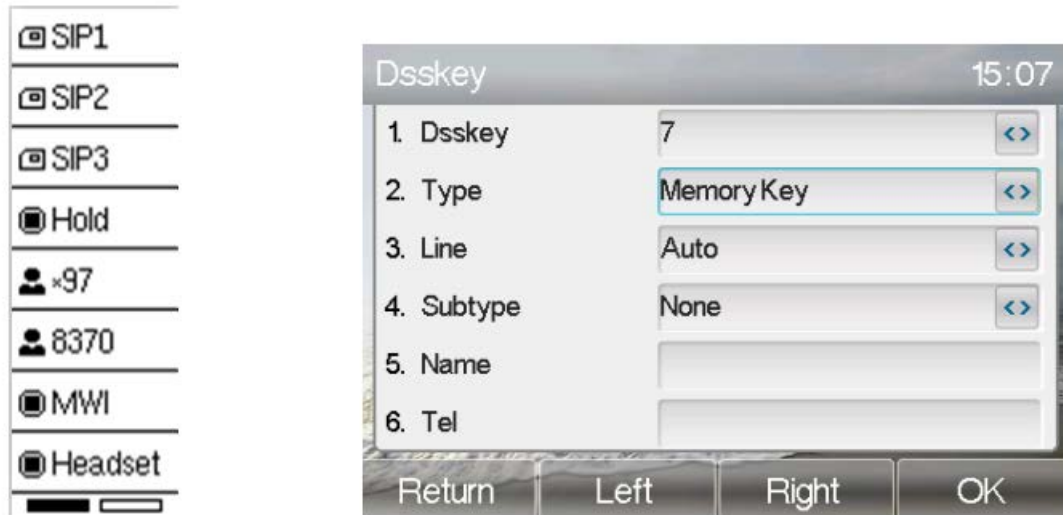 SIP1
SIP2
SIP3
Hold
×97
8370
MWI
Headset
Dsskey 15:07
1. Dsskey 7
2. Type Memory Key
3. Line Auto
4. Subtype None
5. Name
6. Tel
Return Left Right OK